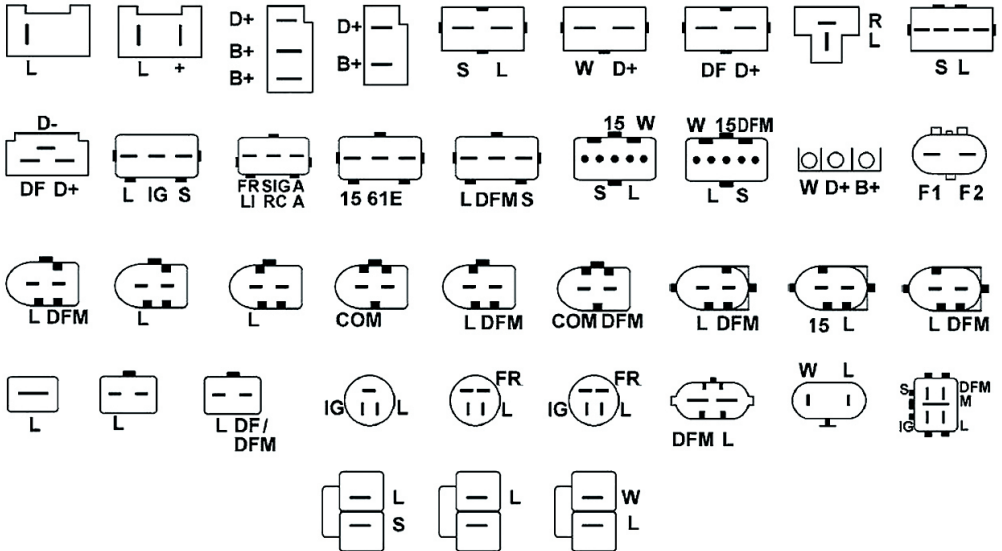 L
L +
D+
B+
B+
D+
B+
S L
W D+
DF D+
R
L
S L
D-
DF D+
L IG S
FR SIG A
LI RC A
15 61E
L DFM S
15 W
S L
W 15DFM
L S
W D+ B+
F1 F2
L DFM
L
L
COM
L DFM
COM DFM
L DFM
15 L
L DFM
L
L
L DF/
DFM
IG L
FR
L
FR
IG L
DFM L
W L
S DFM
M
IG L
L
S
L
W
L